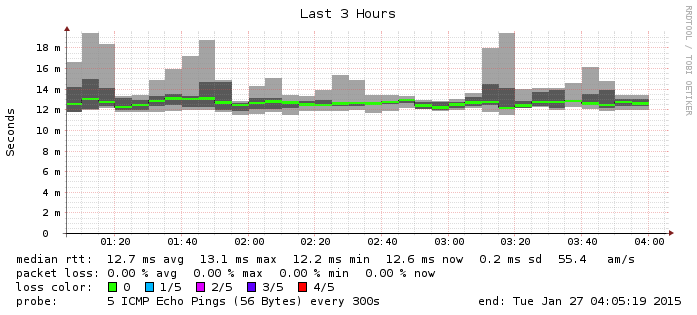 Last 3 Hours
RRDTOOL / TOBI OETIKER
Seconds
18 m
16 m
14 m
12 m
10 m
8 m
6 m
4 m
2 m
0
01:20 01:40 02:00 02:20 02:40 03:00 03:20 03:40 04:00
median rtt: 12.7 ms avg 13.1 ms max 12.2 ms min 12.6 ms now 0.2 ms sd 55.4 am/s
packet loss: 0.00 % avg 0.00 % max 0.00 % min 0.00 % now
loss color: 0 1/5 2/5 3/5 4/5
probe: 5 ICMP Echo Pings (56 Bytes) every 300s end: Tue Jan 27 04:05:19 2015